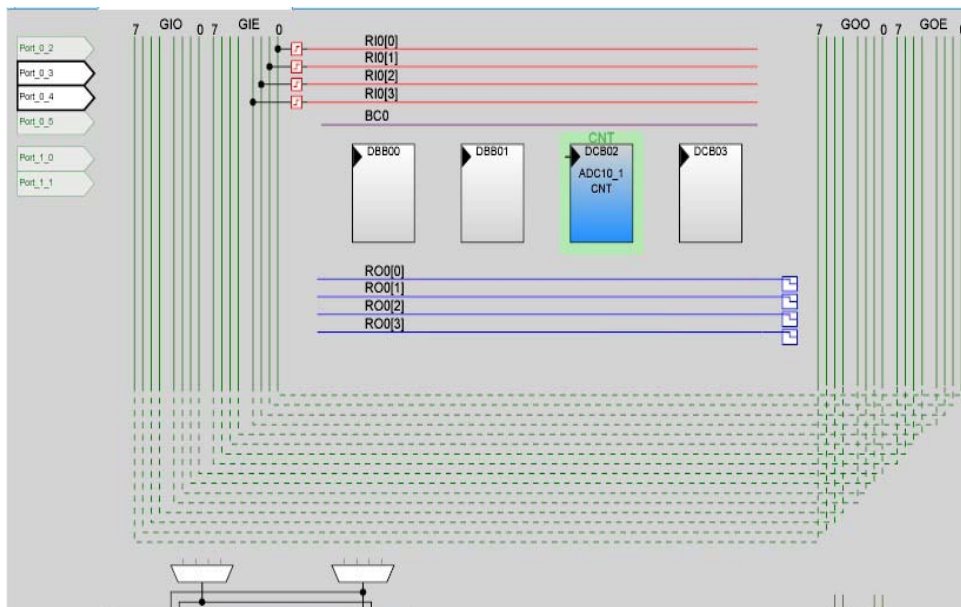 7 GIO 0 7 GIE 0
7 GOO 0 7 GOE
Port_0_2
Port_0_3
Port_0_4
Port_0_5
Port_1_0
Port_1_1
RI0[0]
RI0[1]
RI0[2]
RI0[3]
BC0
CNT
DBB00
DBB01
DCB02
ADC10_1
CNT
DCB03
RO0[0]
RO0[1]
RO0[2]
RO0[3]